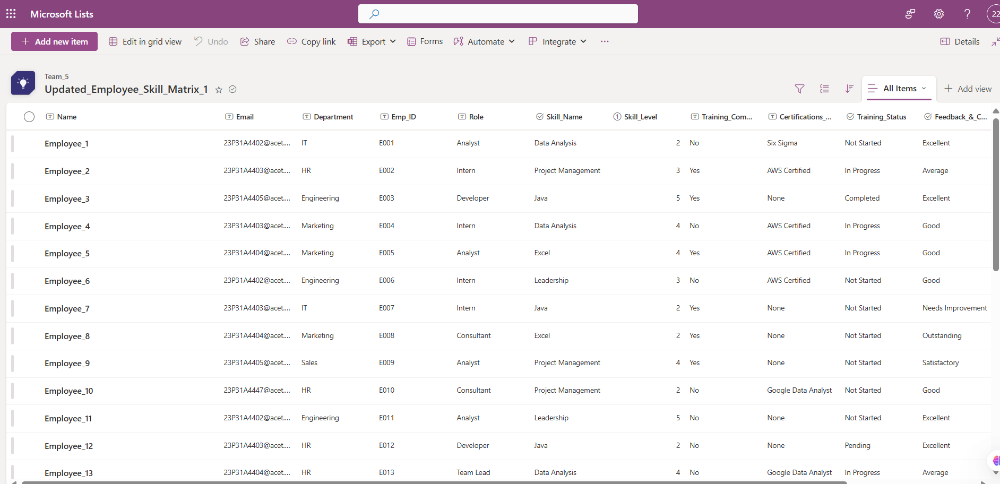 Microsoft Lists
22
Add new item Edit in grid view Undo Share Copy link Export Forms Automate Integrate ... Details
Team_5
Updated_Employee_Skill_Matrix_1
All Items Add view
Name Email Department Emp_ID Role Skill_Name Skill_Level Training_Com... Certifications_... Training_Status Feedback_&_C...
Employee_1 23P31A4402@acet.... IT E001 Analyst Data Analysis 2 No Six Sigma Not Started Excellent
Employee_2 23P31A4403@acet.... HR E002 Intern Project Management 3 Yes AWS Certified In Progress Average
Employee_3 23P31A4405@acet.... Engineering E003 Developer Java 5 Yes None Completed Excellent
Employee_4 23P31A4403@acet.... Marketing E004 Intern Data Analysis 4 No AWS Certified In Progress Good
Employee_5 23P31A4404@acet.... Marketing E005 Analyst Excel 4 Yes AWS Certified In Progress Good
Employee_6 23P31A4402@acet.... Engineering E006 Intern Leadership 3 No AWS Certified Not Started Good
Employee_7 23P31A4403@acet.... IT E007 Intern Java 2 Yes None Not Started Needs Improvement
Employee_8 23P31A4404@acet.... Marketing E008 Consultant Excel 2 Yes None Not Started Outstanding
Employee_9 23P31A4405@acet.... Sales E009 Analyst Project Management 4 Yes None Not Started Satisfactory
Employee_10 23P31A4447@acet.... HR E010 Consultant Project Management 2 No Google Data Analyst Not Started Good
Employee_11 23P31A4402@acet.... Engineering E011 Analyst Leadership 5 No None Not Started Excellent
Employee_12 23P31A4403@acet.... HR E012 Developer Java 2 No None Pending Excellent
Employee_13 23P31A4404@acet.... HR E013 Team Lead Data Analysis 4 No Google Data Analyst In Progress Average